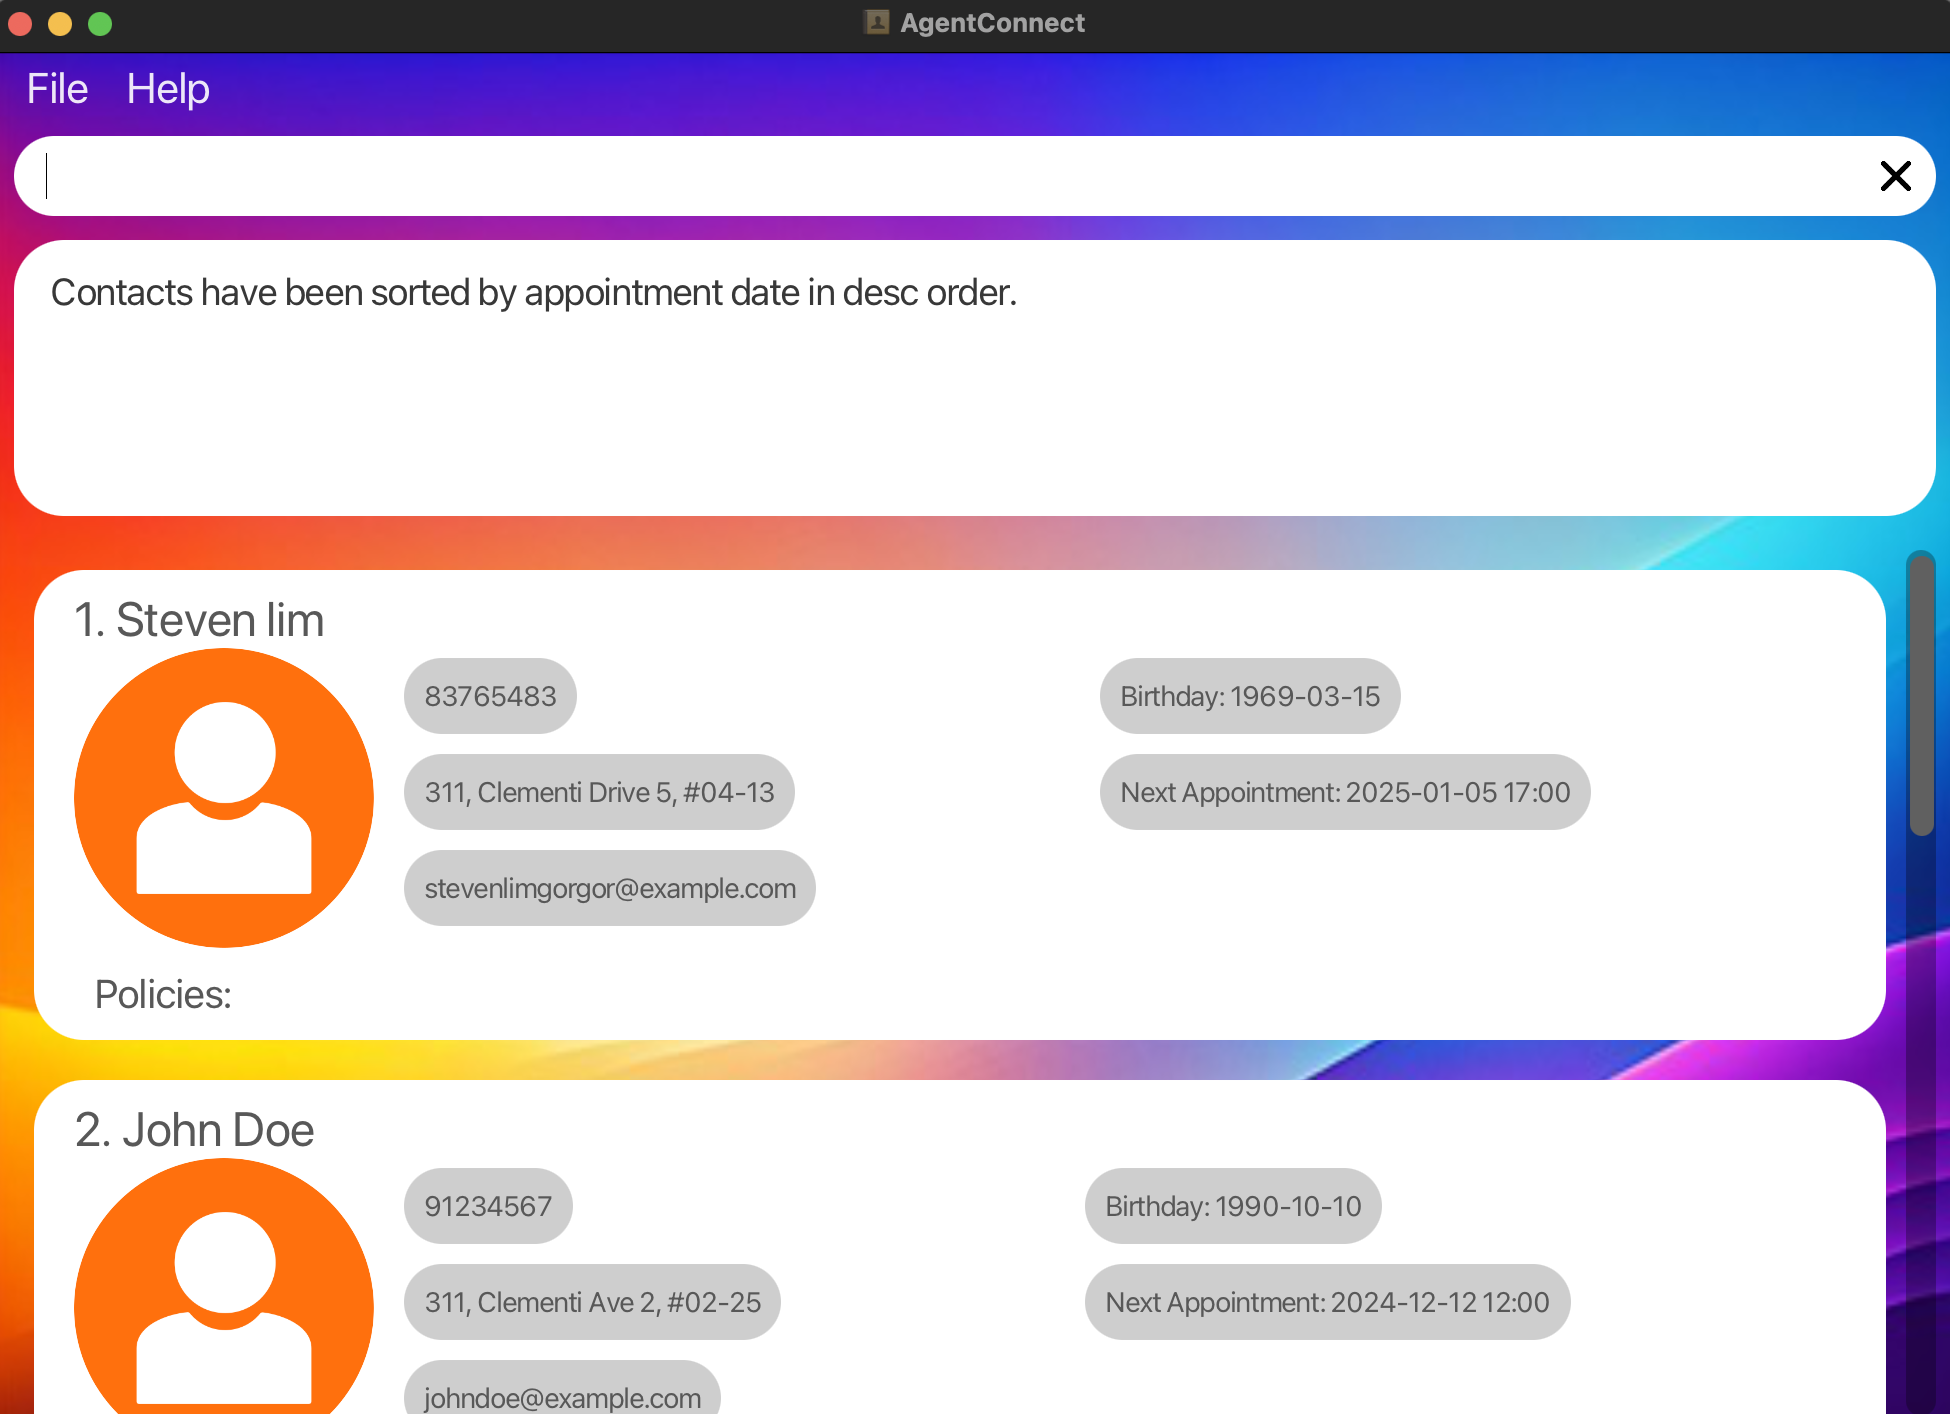 AgentConnect
File Help
Contacts have been sorted by appointment date in desc order.
1. Steven lim
83765483
Birthday: 1969-03-15
311, Clementi Drive 5, #04-13
Next Appointment: 2025-01-05 17:00
stevenlimgorgor@example.com
Policies:
2. John Doe
91234567
Birthday: 1990-10-10
311, Clementi Ave 2, #02-25
Next Appointment: 2024-12-12 12:00
johndoe@example.com